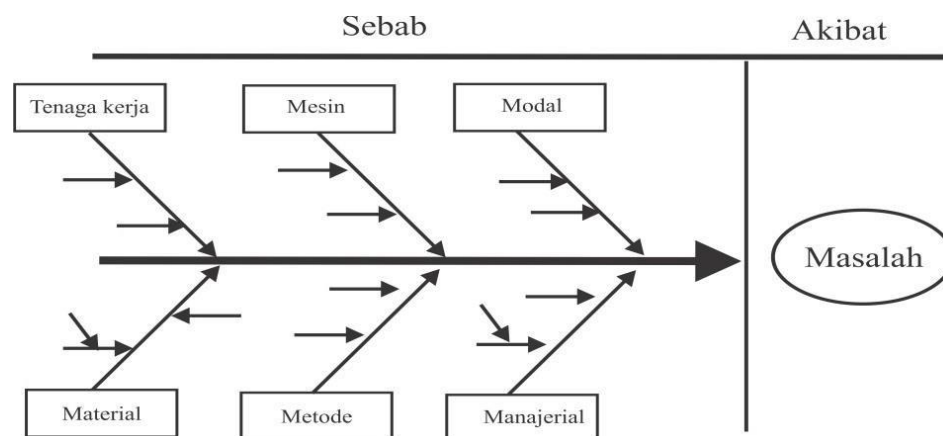 Sebab
Akibat
Tenaga kerja
Mesin
Modal
Masalah
Material
Metode
Manajerial